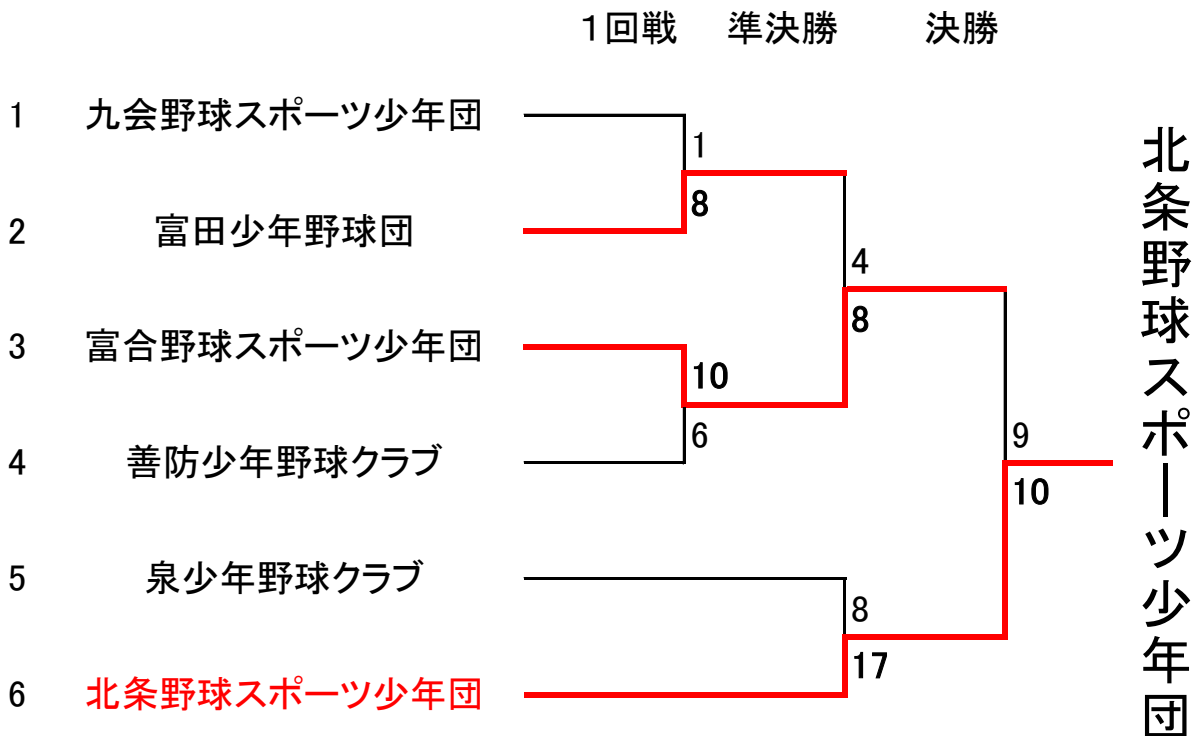 1回戦 準決勝 決勝
1 九会野球スポーツ少年団
1
8
2 富田少年野球団
4
8
3 富合野球スポーツ少年団
10
6
4 善防少年野球クラブ
9
10
5 泉少年野球クラブ
8
17
6 北条野球スポーツ少年団
北条野球スポーツ少年団